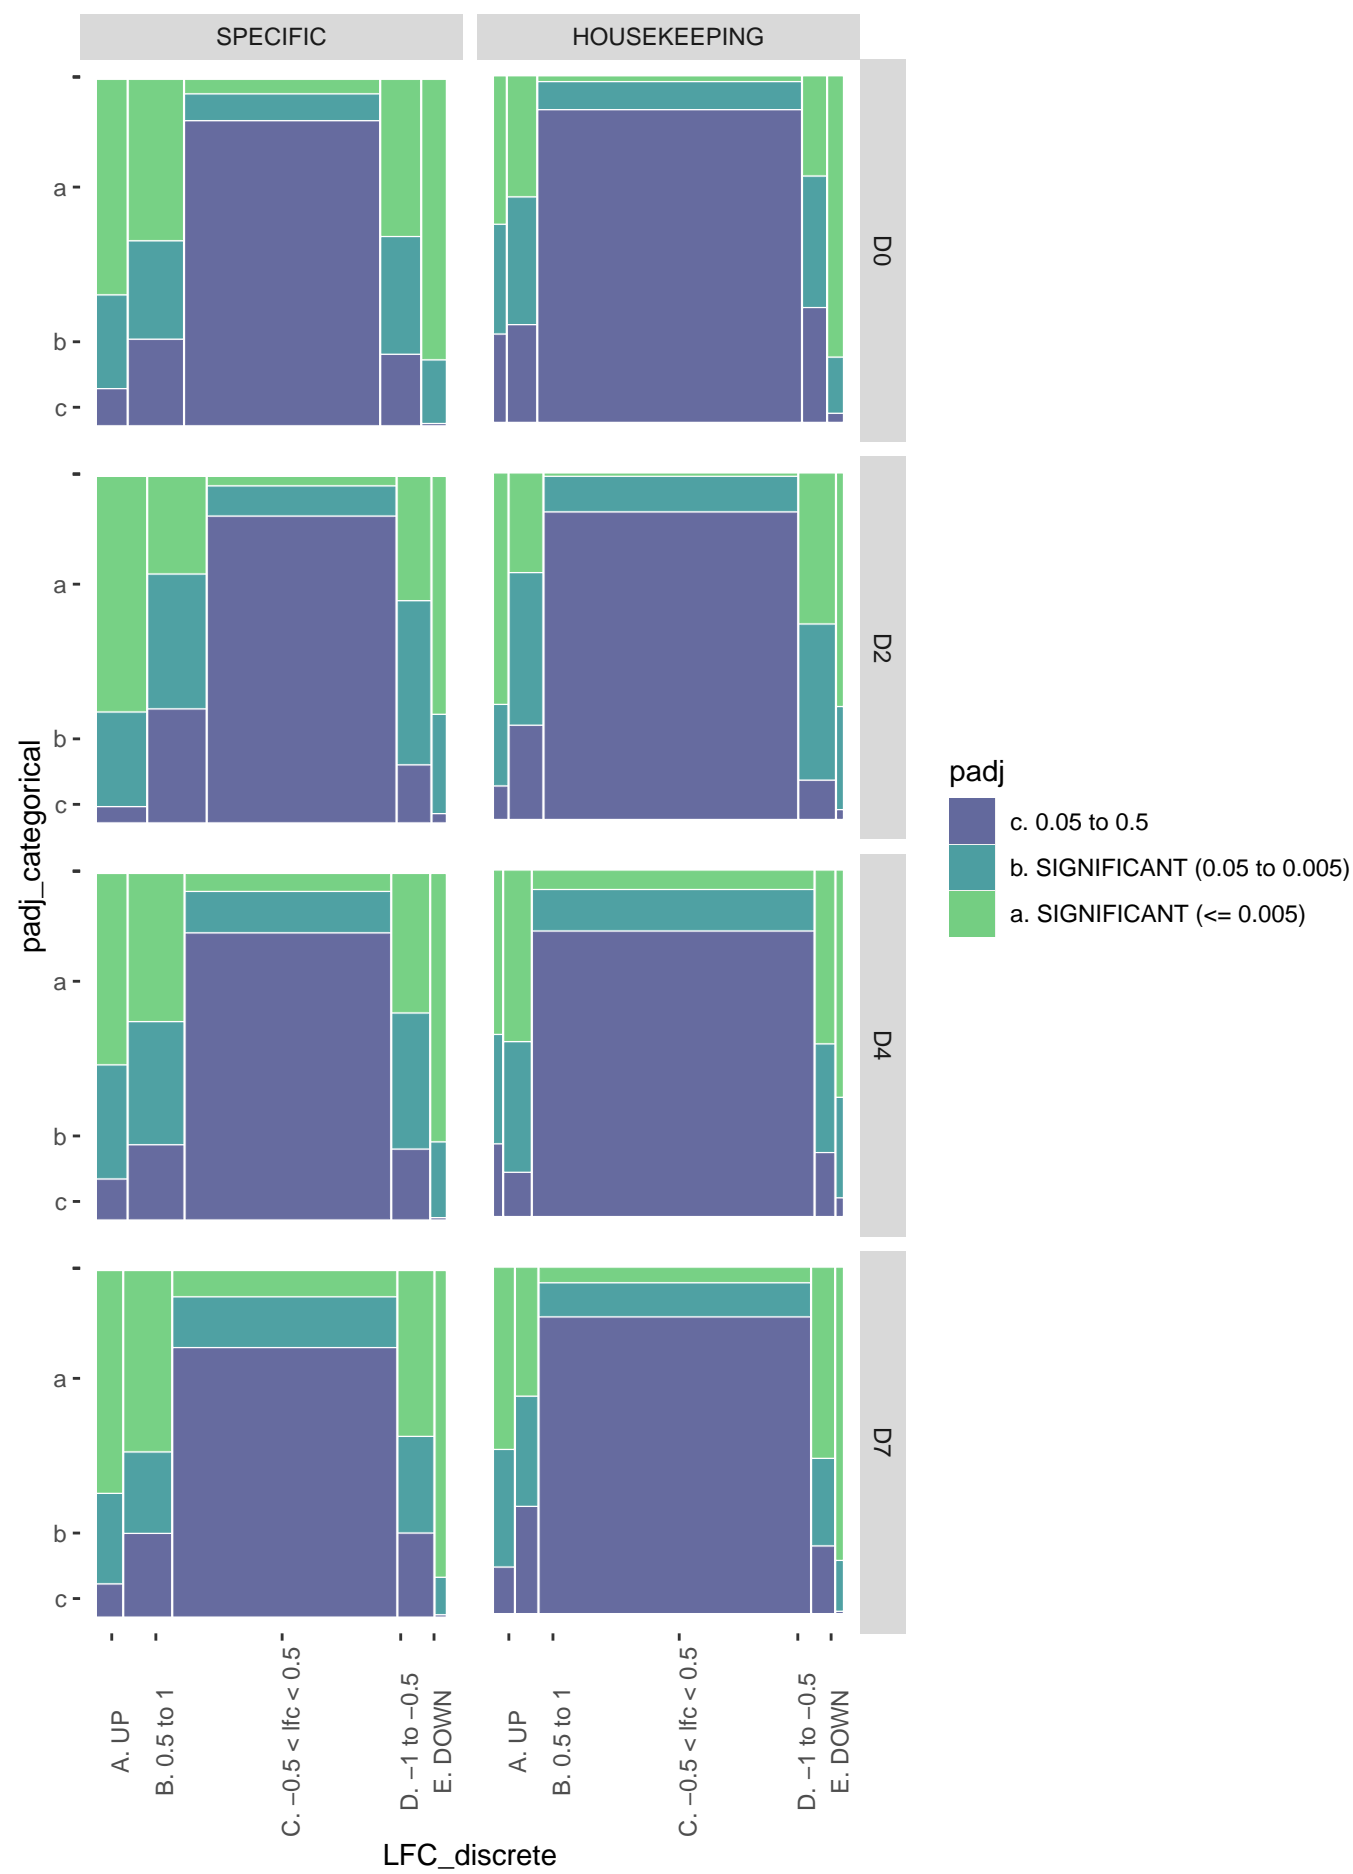 SPECIFIC
HOUSEKEEPING
a
b
c
D0
a
b
c
D2
a
b
c
D4
a
b
c
D7
padj_categorical
A. UP
B. 0.5 to 1
C. −0.5 < lfc < 0.5
D. −1 to −0.5
E. DOWN
A. UP
B. 0.5 to 1
C. −0.5 < lfc < 0.5
D. −1 to −0.5
E. DOWN
LFC_discrete
padj
c. 0.05 to 0.5
b. SIGNIFICANT (0.05 to 0.005)
a. SIGNIFICANT (<= 0.005)